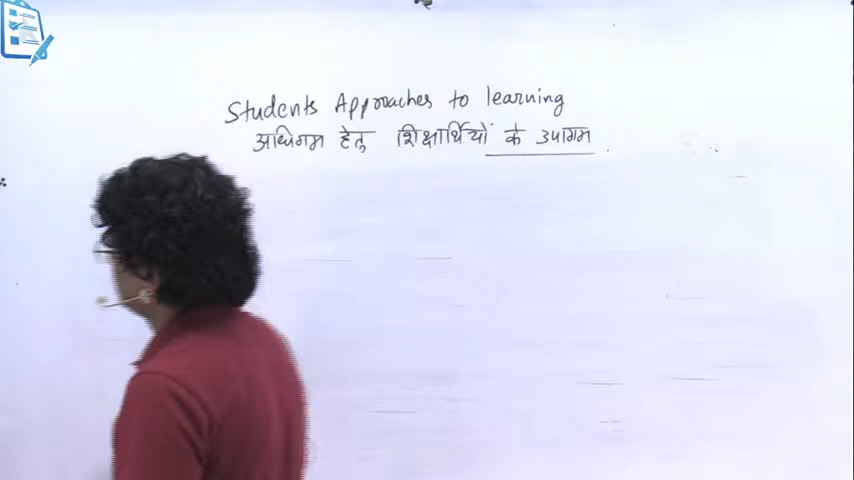 Students Approaches to learning
अधिगम हेतु शिक्षार्थियों के उपागम